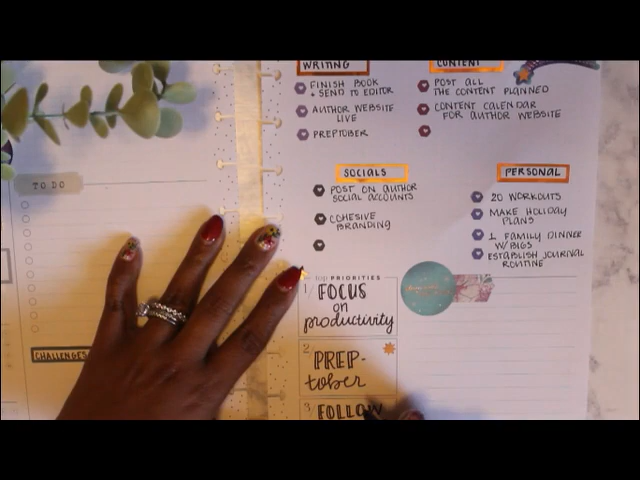 WRITING
FINISH BOOK
+ SEND TO EDITOR
AUTHOR WEBSITE
LIVE
PREPTOBER
CONTENT
POST ALL
THE CONTENT PLANNED
CONTENT CALENDAR
FOR AUTHOR WEBSITE
TO DO
SOCIALS
POST ON AUTHOR
SOCIAL ACCOUNTS
COHESIVE
BRANDING
PERSONAL
20 WORKOUTS
MAKE HOLIDAY
PLANS
1 FAMILY DINNER
W/BIGS
ESTABLISH JOURNAL
ROUTINE
top PRIORITIES
1 FOCUS
on
productivity
2 PREP-
tober
3 FOLLOW
CHALLENGES